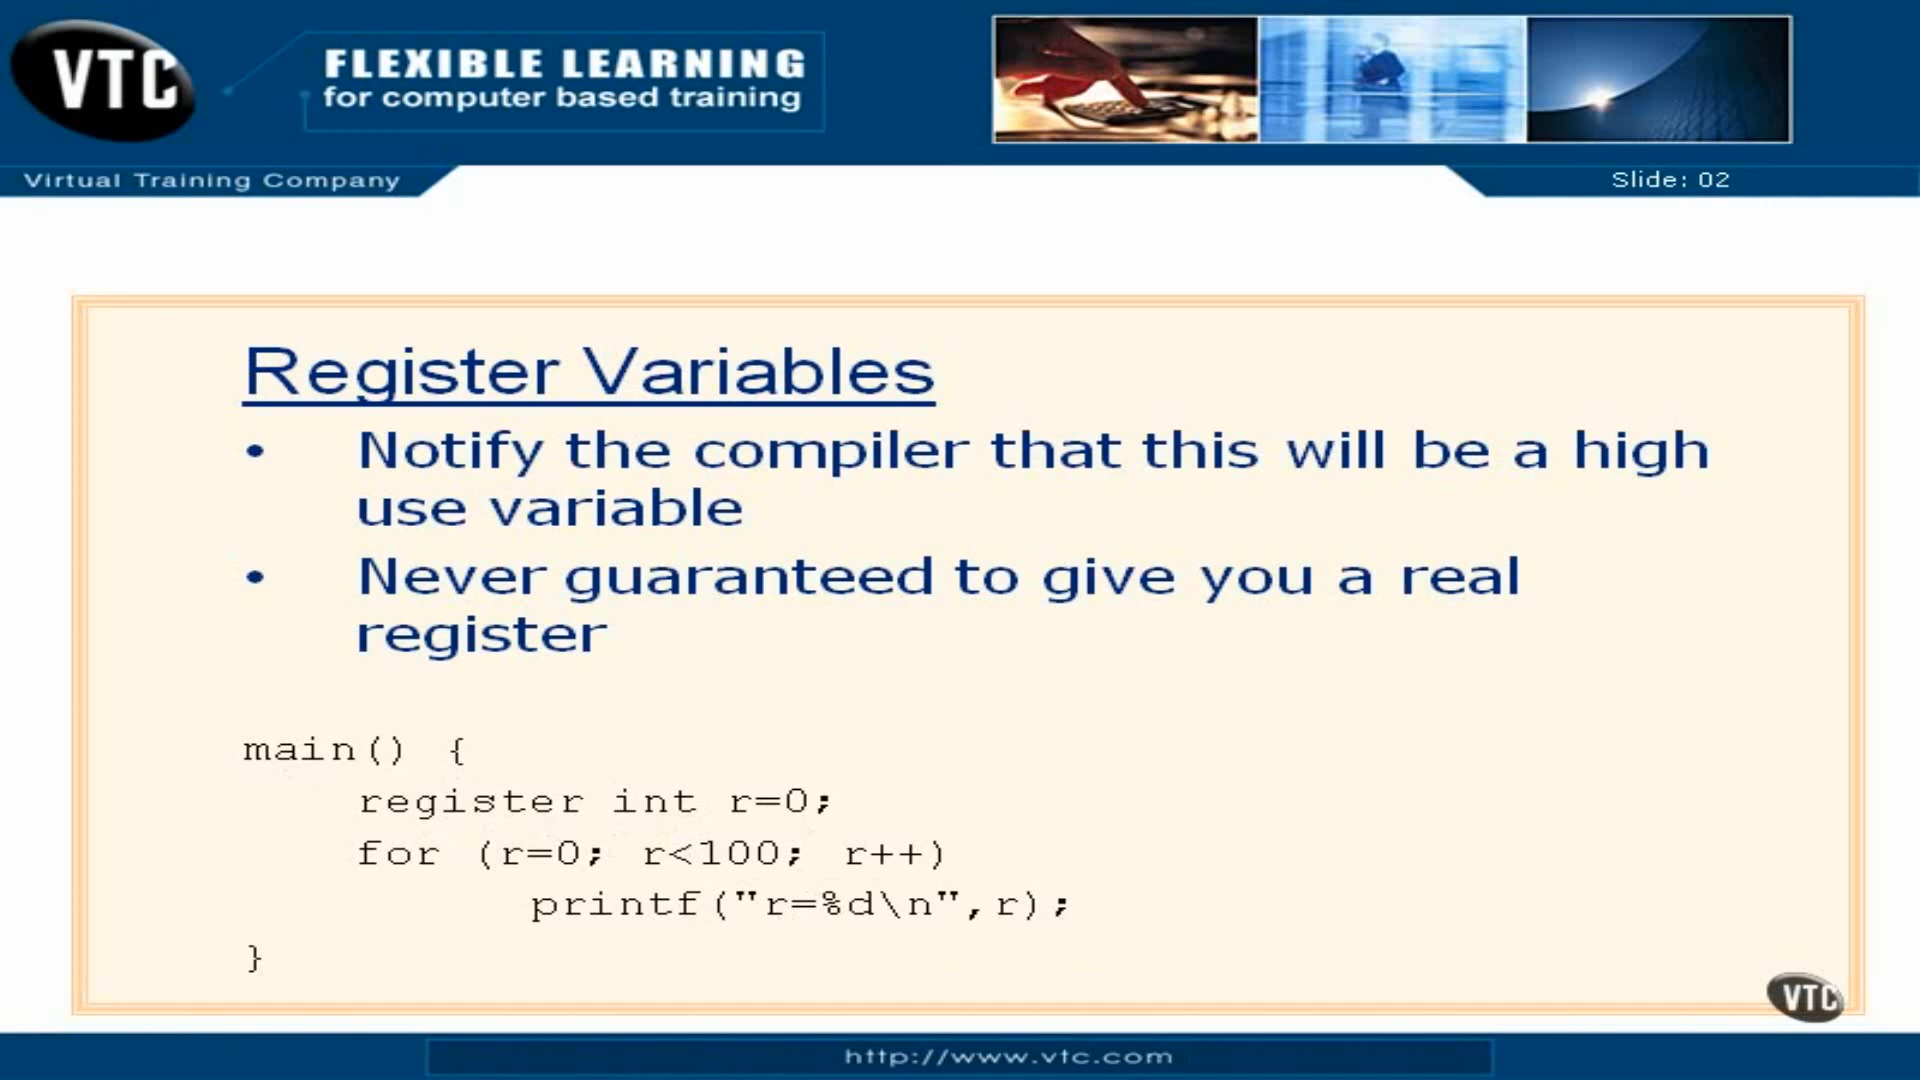 VTC
FLEXIBLE LEARNING
for computer based training
Virtual Training Company
Slide: 02
Register Variables
• Notify the compiler that this will be a high
use variable
• Never guaranteed to give you a real
register
main() {
    register int r=0;
    for (r=0; r<100; r++)
        printf("r=%d\n",r);
}
VTC
http://www.vtc.com